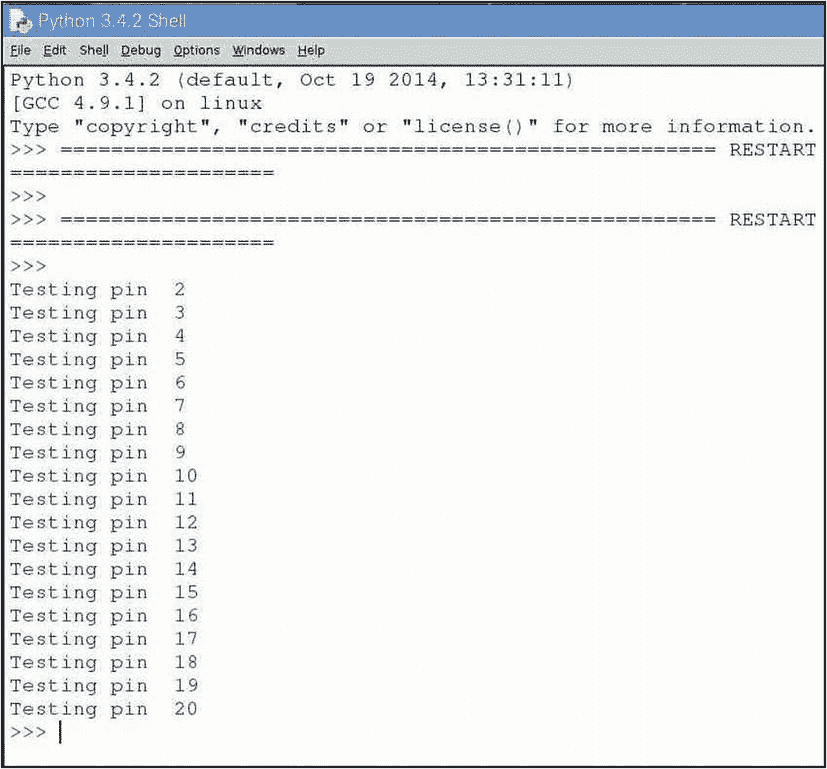 Python 3.4.2 Shell
File Edit Shell Debug Options Windows Help
Python 3.4.2 (default, Oct 19 2014, 13:31:11)
[GCC 4.9.1] on linux
Type "copyright", "credits" or "license()" for more information.
>>> ==================================================== RESTART
=====================
>>>
>>> ==================================================== RESTART
=====================
>>>
Testing pin  2
Testing pin  3
Testing pin  4
Testing pin  5
Testing pin  6
Testing pin  7
Testing pin  8
Testing pin  9
Testing pin  10
Testing pin  11
Testing pin  12
Testing pin  13
Testing pin  14
Testing pin  15
Testing pin  16
Testing pin  17
Testing pin  18
Testing pin  19
Testing pin  20
>>>